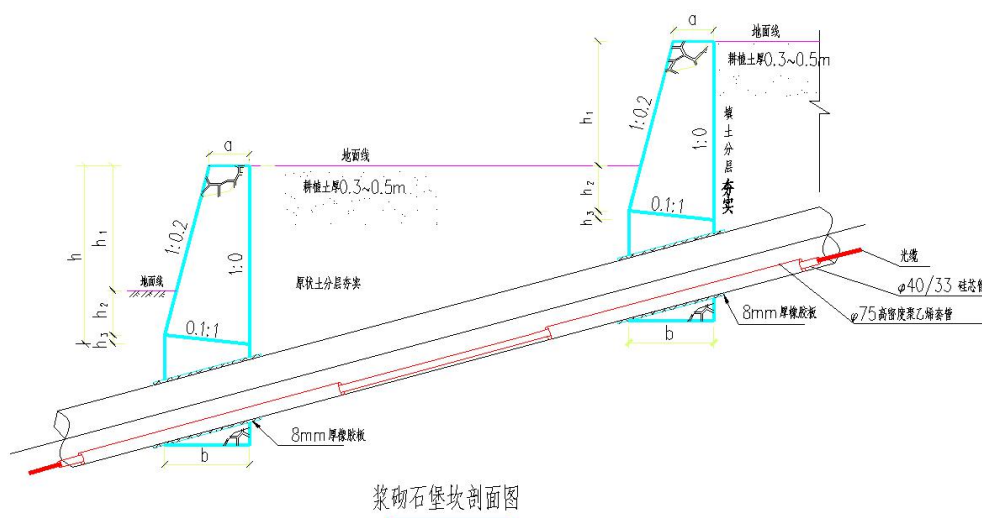 a
地面线
耕植土厚0.3~0.5m
h₁
1:0.2
1:0
填土分层夯实
h₂
h₃
0.1:1
a
地面线
耕植土厚0.3~0.5m
h
h₁
1:0.2
1:0
地面线
原状土分层夯实
h₂
h₃
0.1:1
光缆
φ40/33 硅芯管
φ75高密度聚乙烯套管
8mm厚橡胶板
b
8mm厚橡胶板
b
浆砌石堡坎剖面图